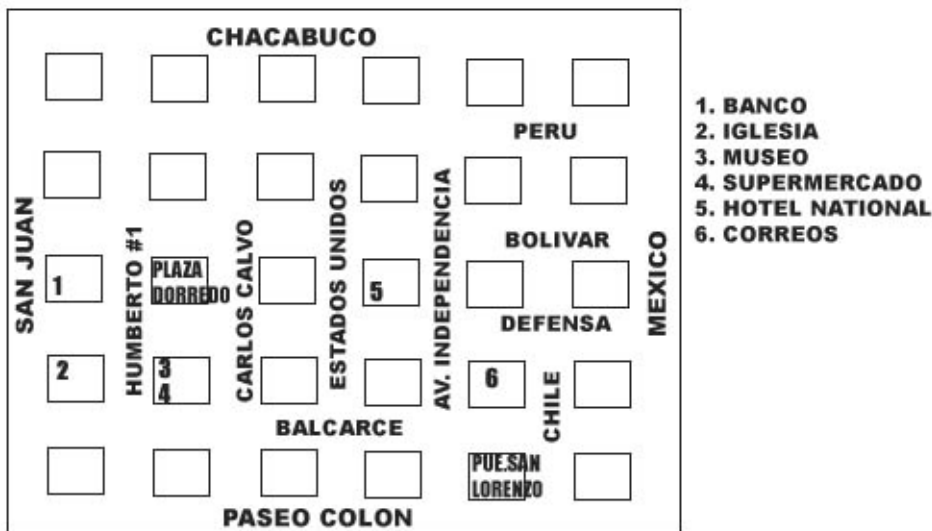 CHACABUCO
PERU
BOLIVAR
DEFENSA
BALCARCE
PASEO COLON
SAN JUAN
HUMBERTO #1
CARLOS CALVO
ESTADOS UNIDOS
AV. INDEPENDENCIA
CHILE
MEXICO
1
PLAZA
DORREDO
5
2
3
4
6
PUE.SAN
LORENZO
1. BANCO
2. IGLESIA
3. MUSEO
4. SUPERMERCADO
5. HOTEL NATIONAL
6. CORREOS